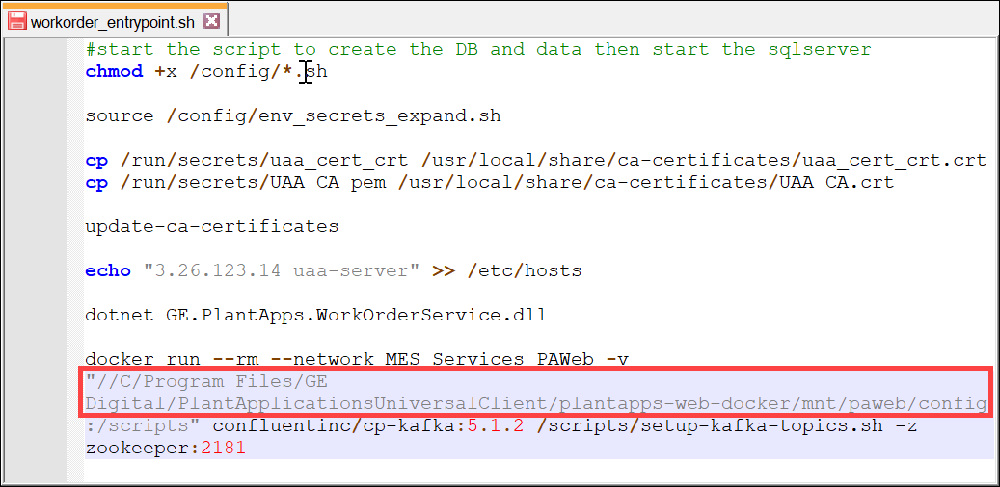 workorder_entrypoint.sh
#start the script to create the DB and data then start the sqlserver
chmod +x /config/*.sh
source /config/env_secrets_expand.sh
cp /run/secrets/uaa_cert_crt /usr/local/share/ca-certificates/uaa_cert_crt.crt
cp /run/secrets/UAA_CA_pem /usr/local/share/ca-certificates/UAA_CA.crt
update-ca-certificates
echo "3.26.123.14 uaa-server" >> /etc/hosts
dotnet GE.PlantApps.WorkOrderService.dll
docker run --rm --network MES_Services_PAWeb -v
"//C/Program Files/GE
Digital/PlantApplicationsUniversalClient/plantapps-web-docker/mnt/paweb/config
:/scripts" confluentinc/cp-kafka:5.1.2 /scripts/setup-kafka-topics.sh -z
zookeeper:2181